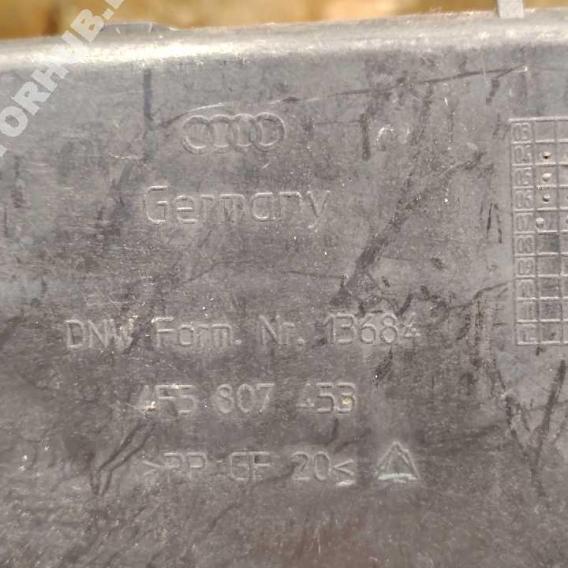 Germany
DNW Form. Nr. 13684
4F5 807 453
>PP GF 20<